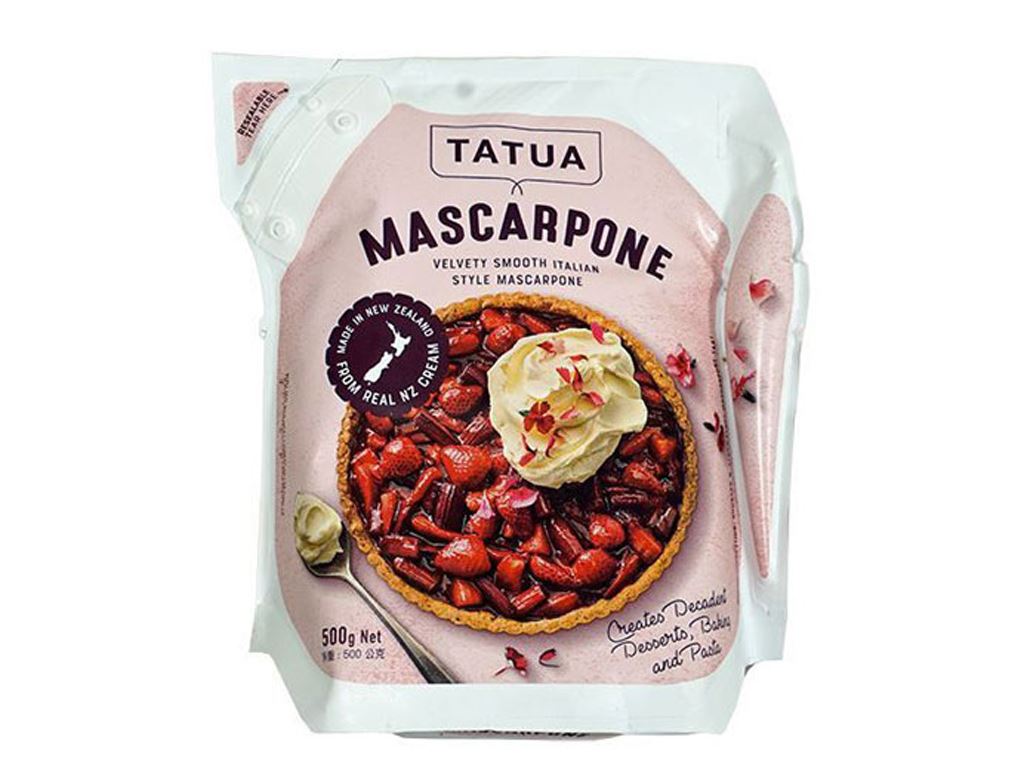 RESEALABLE
TEAR HERE
TATUA
MASCARPONE
VELVETY SMOOTH ITALIAN
STYLE MASCARPONE
MADE IN NEW ZEALAND
FROM REAL NZ CREAM
500g Net
淨重：500 公克
Creates Decadent
Desserts, Baking
and Pasta